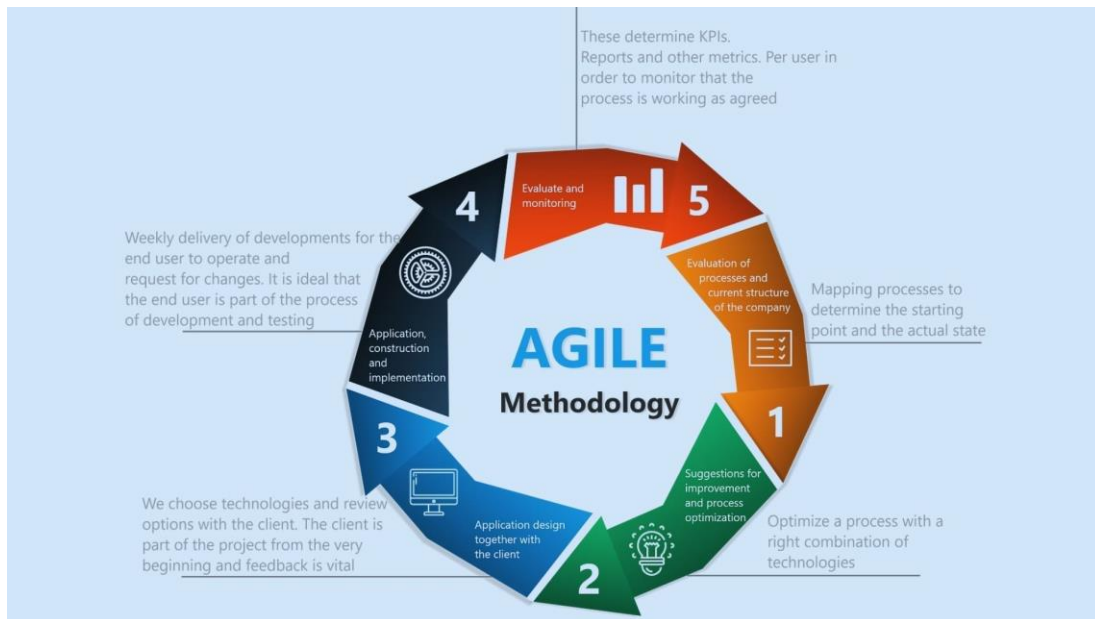 These determine KPIs.
Reports and other metrics. Per user in
order to monitor that the
process is working as agreed
4
Evaluate and
monitoring
5
Weekly delivery of developments for the
end user to operate and
request for changes. It is ideal that
the end user is part of the process
of development and testing
Evaluation of
processes and
current structure
of the company
Mapping processes to
determine the starting
point and the actual state
Application,
construction
and
implementation
AGILE
Methodology
1
3
Suggestions for
improvement
and process
optimization
We choose technologies and review
options with the client. The client is
part of the project from the very
beginning and feedback is vital
Application design
together with
the client
Optimize a process with a
right combination of
technologies
2